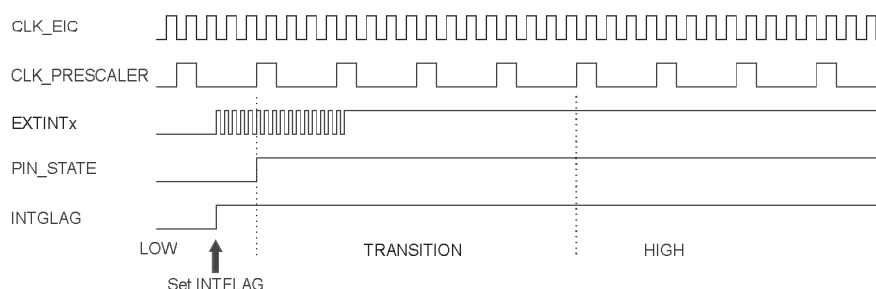 CLK_EIC
CLK_PRESCALER
EXTINTx
PIN_STATE
INTGLAG
LOW
TRANSITION
HIGH
Set INTFLAG